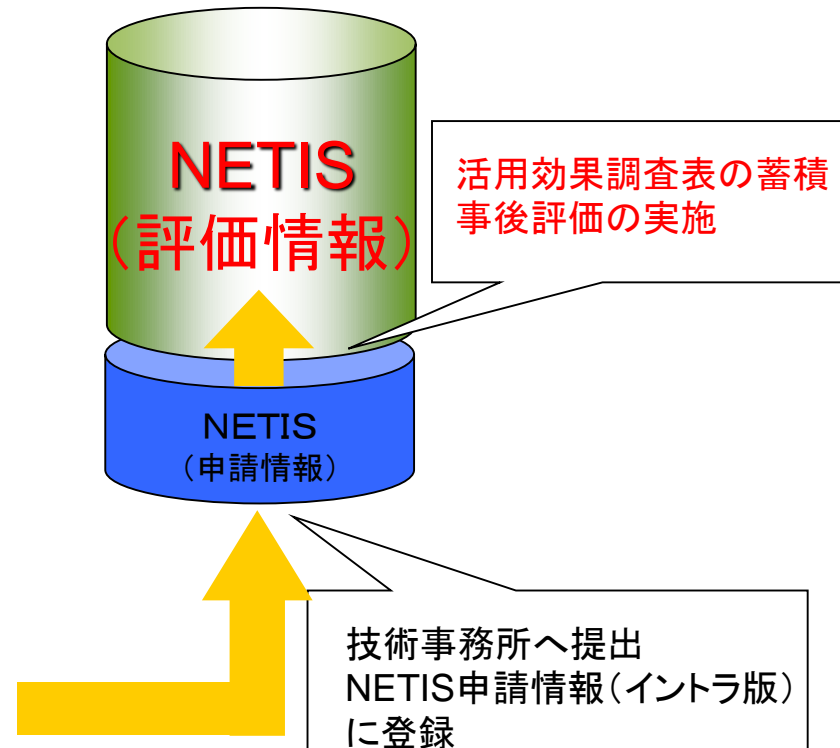 NETIS
（評価情報）
活用効果調査表の蓄積
事後評価の実施
NETIS
（申請情報）
技術事務所へ提出
NETIS申請情報（イントラ版）
に登録